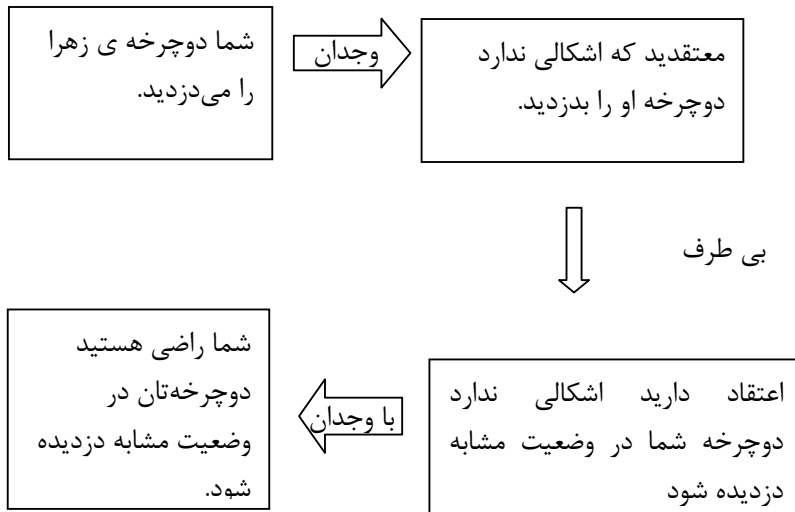 شما دوچرخه ی زهرا
را می‌دزدید.
وجدان
معتقدید که اشکالی ندارد
دوچرخه او را بدزدید.
بی طرف
اعتقاد دارید اشکالی ندارد
دوچرخه شما در وضعیت مشابه
دزدیده شود
با وجدان
شما راضی هستید
دوچرخه‌تان در
وضعیت مشابه دزدیده
شود.